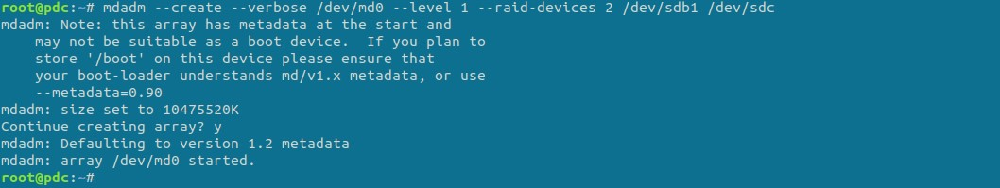 root@pdc:~# mdadm --create --verbose /dev/md0 --level 1 --raid-devices 2 /dev/sdb1 /dev/sdc
mdadm: Note: this array has metadata at the start and
    may not be suitable as a boot device.  If you plan to
    store '/boot' on this device please ensure that
    your boot-loader understands md/v1.x metadata, or use
    --metadata=0.90
mdadm: size set to 10475520K
Continue creating array? y
mdadm: Defaulting to version 1.2 metadata
mdadm: array /dev/md0 started.
root@pdc:~#